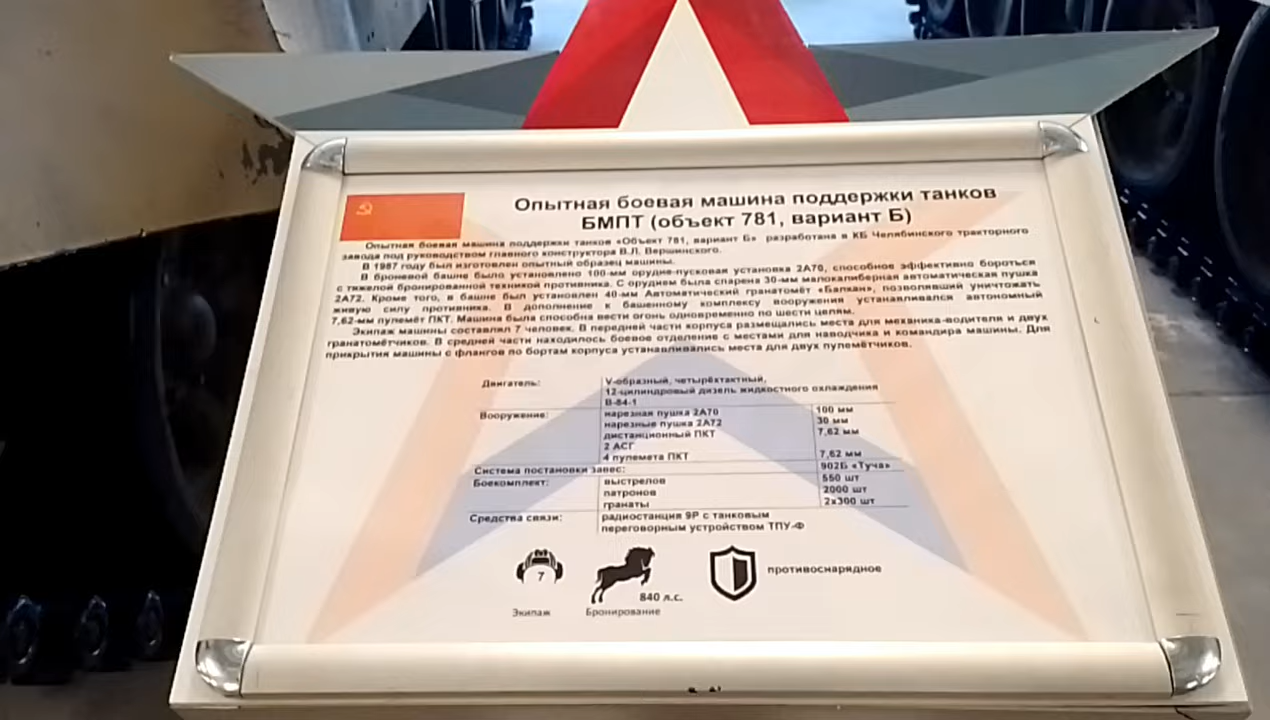 Опытная боевая машина поддержки танков
БМПТ (объект 781, вариант Б)
Опытная боевая машина поддержки танков «Объект 781, вариант Б» разработана в КБ Челябинского тракторного
завода под руководством главного конструктора В.Л. Вершинского.
В 1987 году был изготовлен опытный образец машины.
В броневой башне было установлено 100-мм орудие-пусковая установка 2А70, способное эффективно бороться
с тяжелой бронированной техникой противника. С орудием была спарена 30-мм малокалиберная автоматическая пушка
2А72. Кроме того, в башне был установлен 40-мм Автоматический гранатомёт «Балкан», позволявший уничтожать
живую силу противника. В дополнение к башенному комплексу вооружения устанавливался автономный
7,62-мм пулемёт ПКТ. Машина была способна вести огонь одновременно по шести целям.
Экипаж машины составлял 7 человек. В передней части корпуса размещались места для механика-водителя и двух
гранатомётчиков. В средней части находилось боевое отделение с местами для наводчика и командира машины. Для
прикрытия машины с флангов по бортам корпуса устанавливались места для двух пулемётчиков.
Двигатель: V-образный, четырёхтактный,
12-цилиндровый дизель жидкостного охлаждения
В-84-1
Вооружение: нарезная пушка 2А70 100 мм
нарезные пушка 2А72 30 мм
дистанционный ПКТ 7,62 мм
2 АСГ
4 пулемета ПКТ 7,62 мм
Система постановки завес: 902Б «Туча»
Боекомплект: выстрелов 550 шт
патронов 2000 шт
гранаты 2х300 шт
Средства связи: радиостанция 9Р с танковым
переговорным устройством ТПУ-Ф
7
840 л.с.
противоснарядное
Экипаж
Бронирование